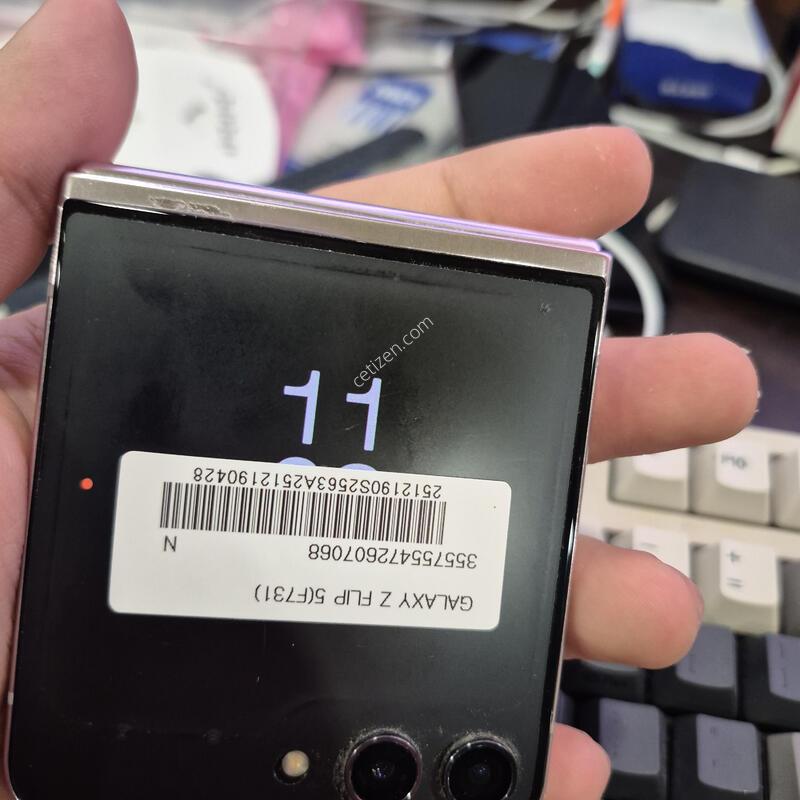 cetizen.com
11
GALAXY Z FLIP 5(F731)
355755472607068
N
2512190S2563A2512190428